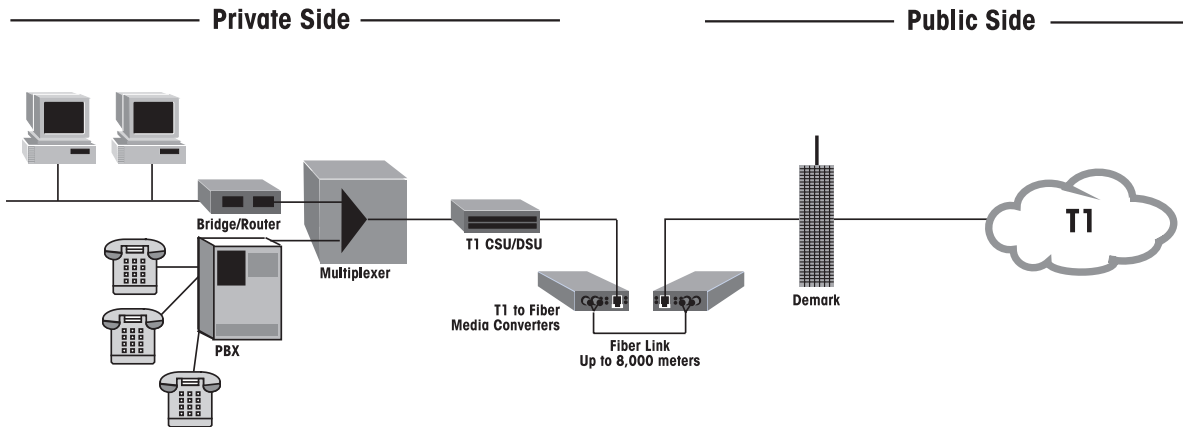 Private Side
Public Side
Bridge/Router
Multiplexer
T1 CSU/DSU
T1
PBX
T1 to Fiber
Media Converters
Fiber Link
Up to 8,000 meters
Demark